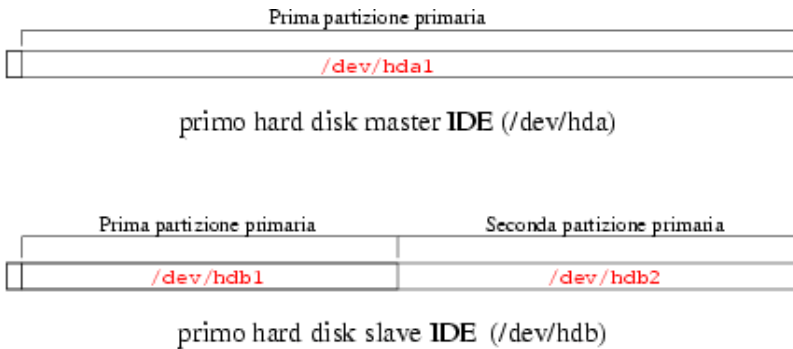 Prima partizione primaria
/dev/hda1
primo hard disk master IDE (/dev/hda)
Prima partizione primaria Seconda partizione primaria
/dev/hdb1 /dev/hdb2
primo hard disk slave IDE (/dev/hdb)